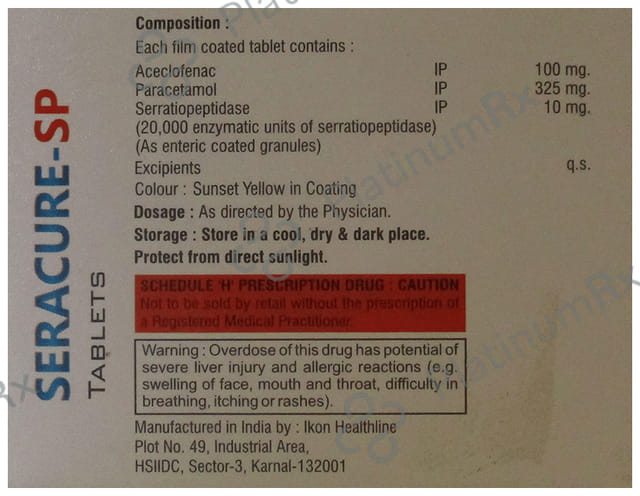 SERACURE-SP
TABLETS
Composition :
Each film coated tablet contains :
Aceclofenac IP 100 mg.
Paracetamol IP 325 mg.
Serratiopeptidase IP 10 mg.
(20,000 enzymatic units of serratiopeptidase)
(As enteric coated granules)
Excipients q.s.
Colour : Sunset Yellow in Coating
Dosage : As directed by the Physician.
Storage : Store in a cool, dry & dark place.
Protect from direct sunlight.
SCHEDULE 'H' PRESCRIPTION DRUG : CAUTION
Not to be sold by retail without the prescription of
a Registered Medical Practitioner.
Warning : Overdose of this drug has potential of
severe liver injury and allergic reactions (e.g.
swelling of face, mouth and throat, difficulty in
breathing, itching or rashes).
Manufactured in India by : Ikon Healthline
Plot No. 49, Industrial Area,
HSIIDC, Sector-3, Karnal-132001
PlatinumRx
PlatinumRx